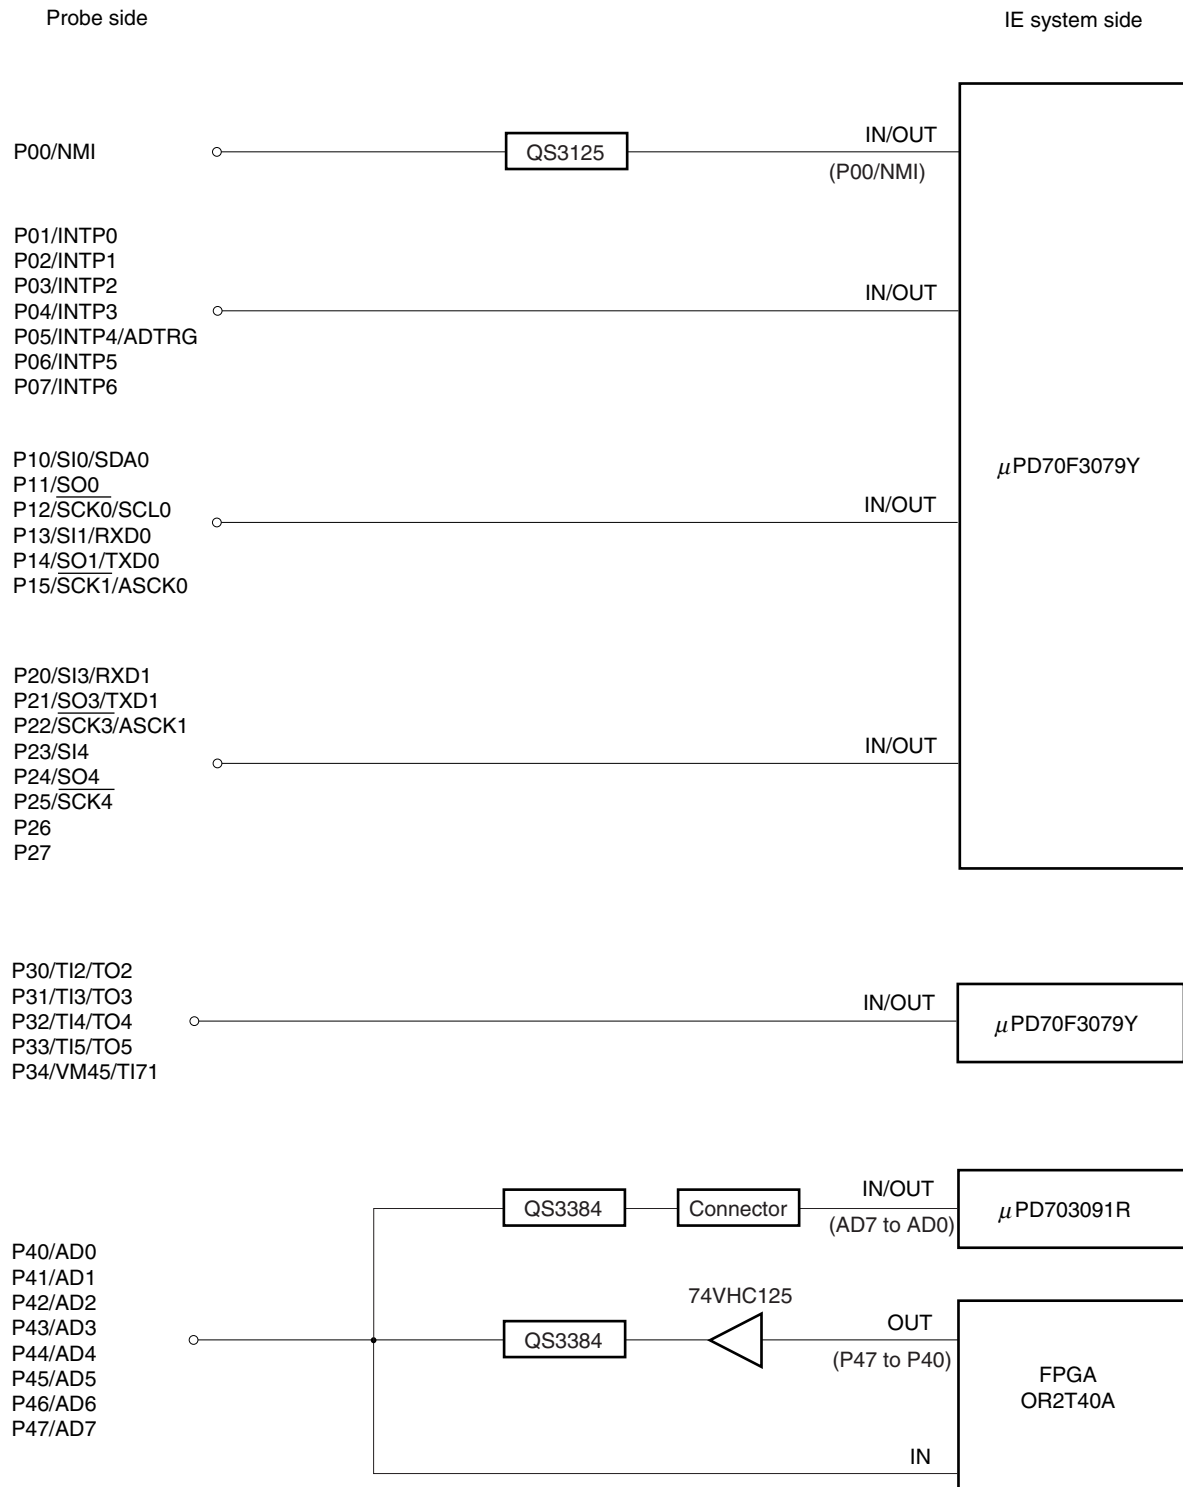 Probe side
IE system side
P00/NMI
QS3125
IN/OUT
(P00/NMI)
P01/INTP0
P02/INTP1
P03/INTP2
P04/INTP3
P05/INTP4/ADTRG
P06/INTP5
P07/INTP6
IN/OUT
P10/SI0/SDA0
P11/SO0
P12/S̅C̅K̅0̅/SCL0
P13/SI1/RXD0
P14/SO1/TXD0
P15/S̅C̅K̅1̅/ASCK0
IN/OUT
μPD70F3079Y
P20/SI3/RXD1
P21/SO3/TXD1
P22/S̅C̅K̅3̅/ASCK1
P23/SI4
P24/SO4
P25/S̅C̅K̅4̅
P26
P27
IN/OUT
P30/TI2/TO2
P31/TI3/TO3
P32/TI4/TO4
P33/TI5/TO5
P34/VM45/TI71
IN/OUT
μPD70F3079Y
QS3384
Connector
IN/OUT
(AD7 to AD0)
μPD703091R
P40/AD0
P41/AD1
P42/AD2
P43/AD3
P44/AD4
P45/AD5
P46/AD6
P47/AD7
74VHC125
QS3384
OUT
(P47 to P40)
FPGA
OR2T40A
IN